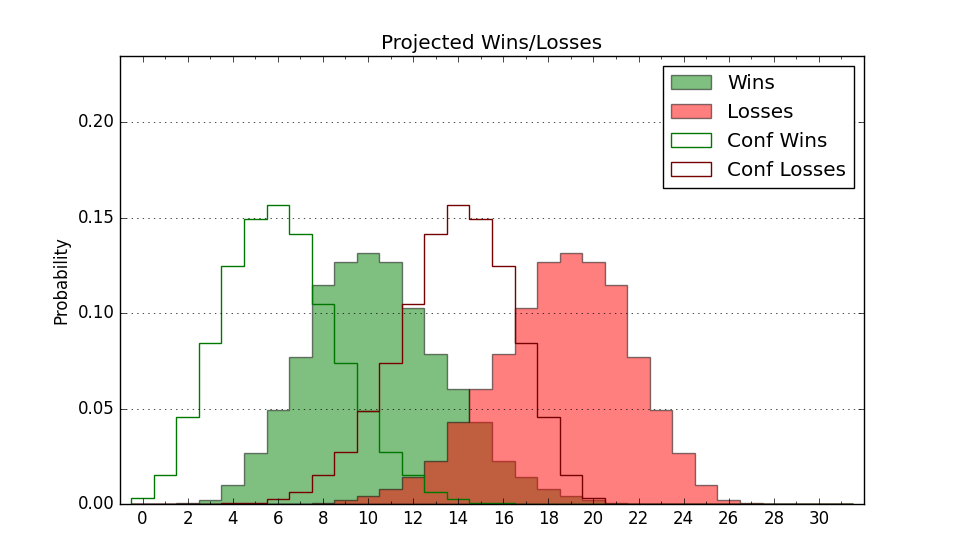 Projected Wins/Losses
Wins
Losses
Conf Wins
Conf Losses
Probability
0.20
0.15
0.10
0.05
0.00
0 2 4 6 8 10 12 14 16 18 20 22 24 26 28 30